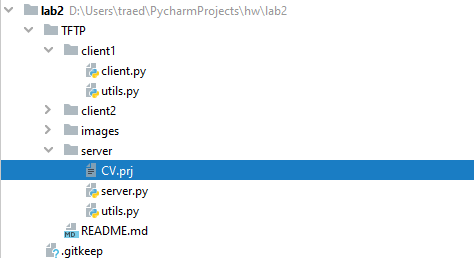 lab2 D:\Users\traed\PycharmProjects\hw\lab2
TFTP
client1
client.py
utils.py
client2
images
server
CV.prj
server.py
utils.py
MD README.md
.gitkeep